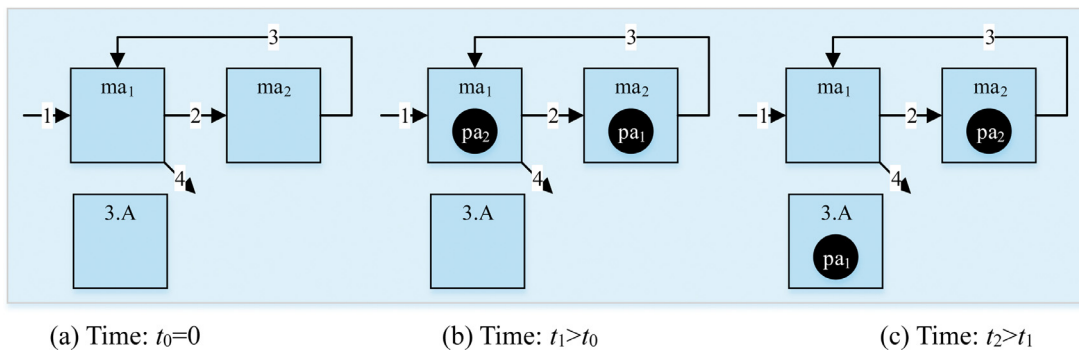 3 3 3
ma₁ ma₂ ma₁ ma₂ ma₁ ma₂
1 2 1 pa₂ 2 pa₁ 1 2 pa₂
4 4 4
3.A 3.A 3.A
pa₁
(a) Time: t₀=0 (b) Time: t₁>t₀ (c) Time: t₂>t₁